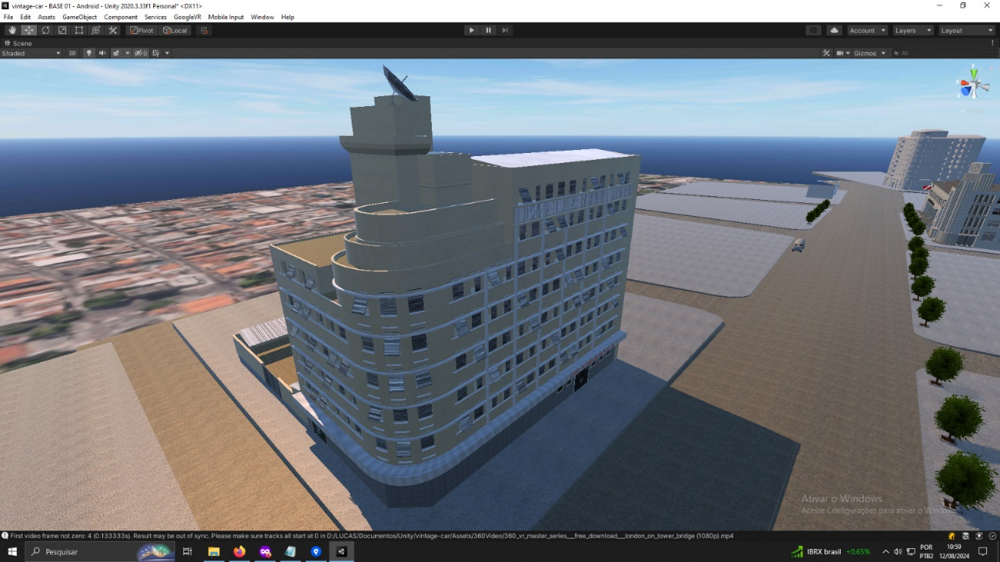 vintage-car - BASE 01 - Android - Unity 2020.3.33f1 Personal* <DX11>
File Edit Assets GameObject Component Services GoogleVR Mobile Input Window Help
Pivot Local
Account Layers Layout
Scene
Shaded 2D 0 Gizmos All
y
x
z
Ativar o Windows
Acesse Configurações para ativar o Windows
First video frame not zero: 4 (0.133333s). Result may be out of sync. Please make sure tracks all start at 0 in D:/LUCAS/Documentos/Unity/vintage-car/Assets/360Video/360_vr_master_series__free_download__london_on_tower_bridge (1080p).mp4
Pesquisar
IBRX brasil +0.65%
POR
PTB2
10:59
12/08/2024